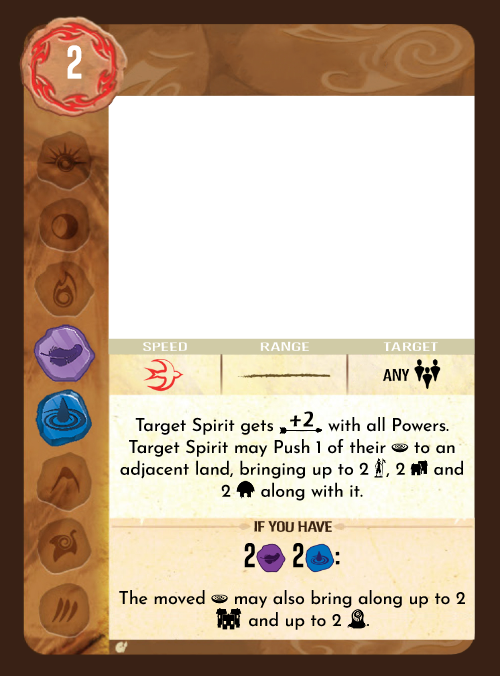 2
SPEED RANGE TARGET
ANY
Target Spirit gets +2 with all Powers.
Target Spirit may Push 1 of their to an
adjacent land, bringing up to 2 , 2 and
2 along with it.
IF YOU HAVE
2 2 :
The moved may also bring along up to 2
and up to 2 .